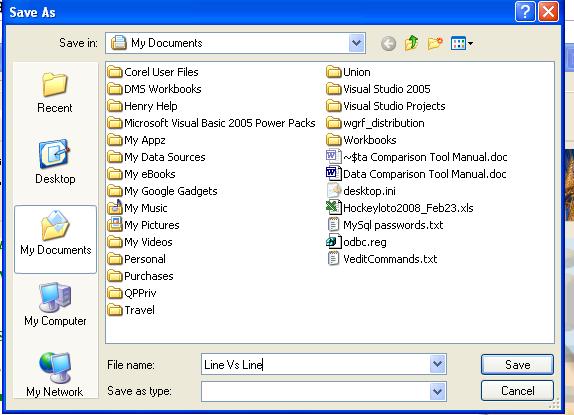 Save As
Save in: My Documents
Recent
Desktop
My Documents
My Computer
My Network
Corel User Files
DMS Workbooks
Henry Help
Microsoft Visual Basic 2005 Power Packs
My Appz
My Data Sources
My eBooks
My Google Gadgets
My Music
My Pictures
My Videos
Personal
Purchases
QPPriv
Travel
Union
Visual Studio 2005
Visual Studio Projects
wgrf_distribution
Workbooks
~$ta Comparison Tool Manual.doc
Data Comparison Tool Manual.doc
desktop.ini
Hockeyloto2008_Feb23.xls
MySql passwords.txt
odbc.reg
VeditCommands.txt
File name: Line Vs Line
Save
Save as type:
Cancel